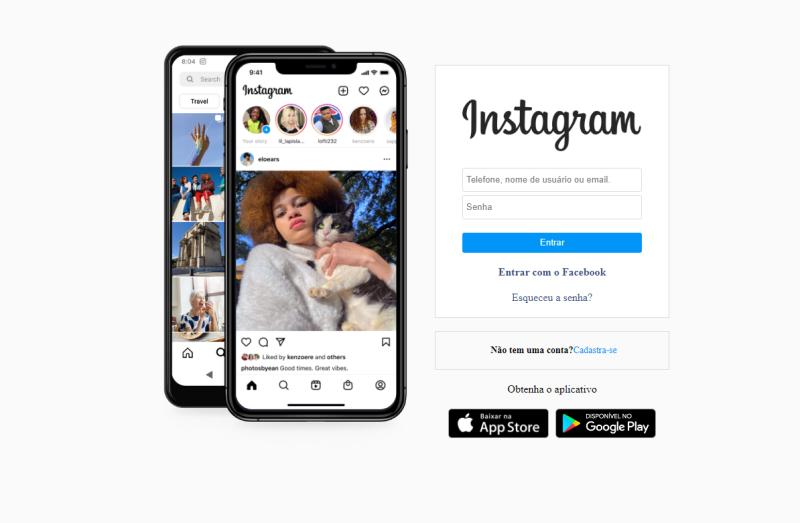 8:04
Search
Travel
9:41
Instagram
Your story
lil_lapisla...
lofti232
kenzoere
eloears
Liked by kenzoere and others
photosbyean Good times. Great vibes.
Instagram
Telefone, nome de usuário ou email.
Senha
Entrar
Entrar com o Facebook
Esqueceu a senha?
Não tem uma conta?Cadastra-se
Obtenha o aplicativo
Baixar na
App Store
DISPONÍVEL NO
Google Play